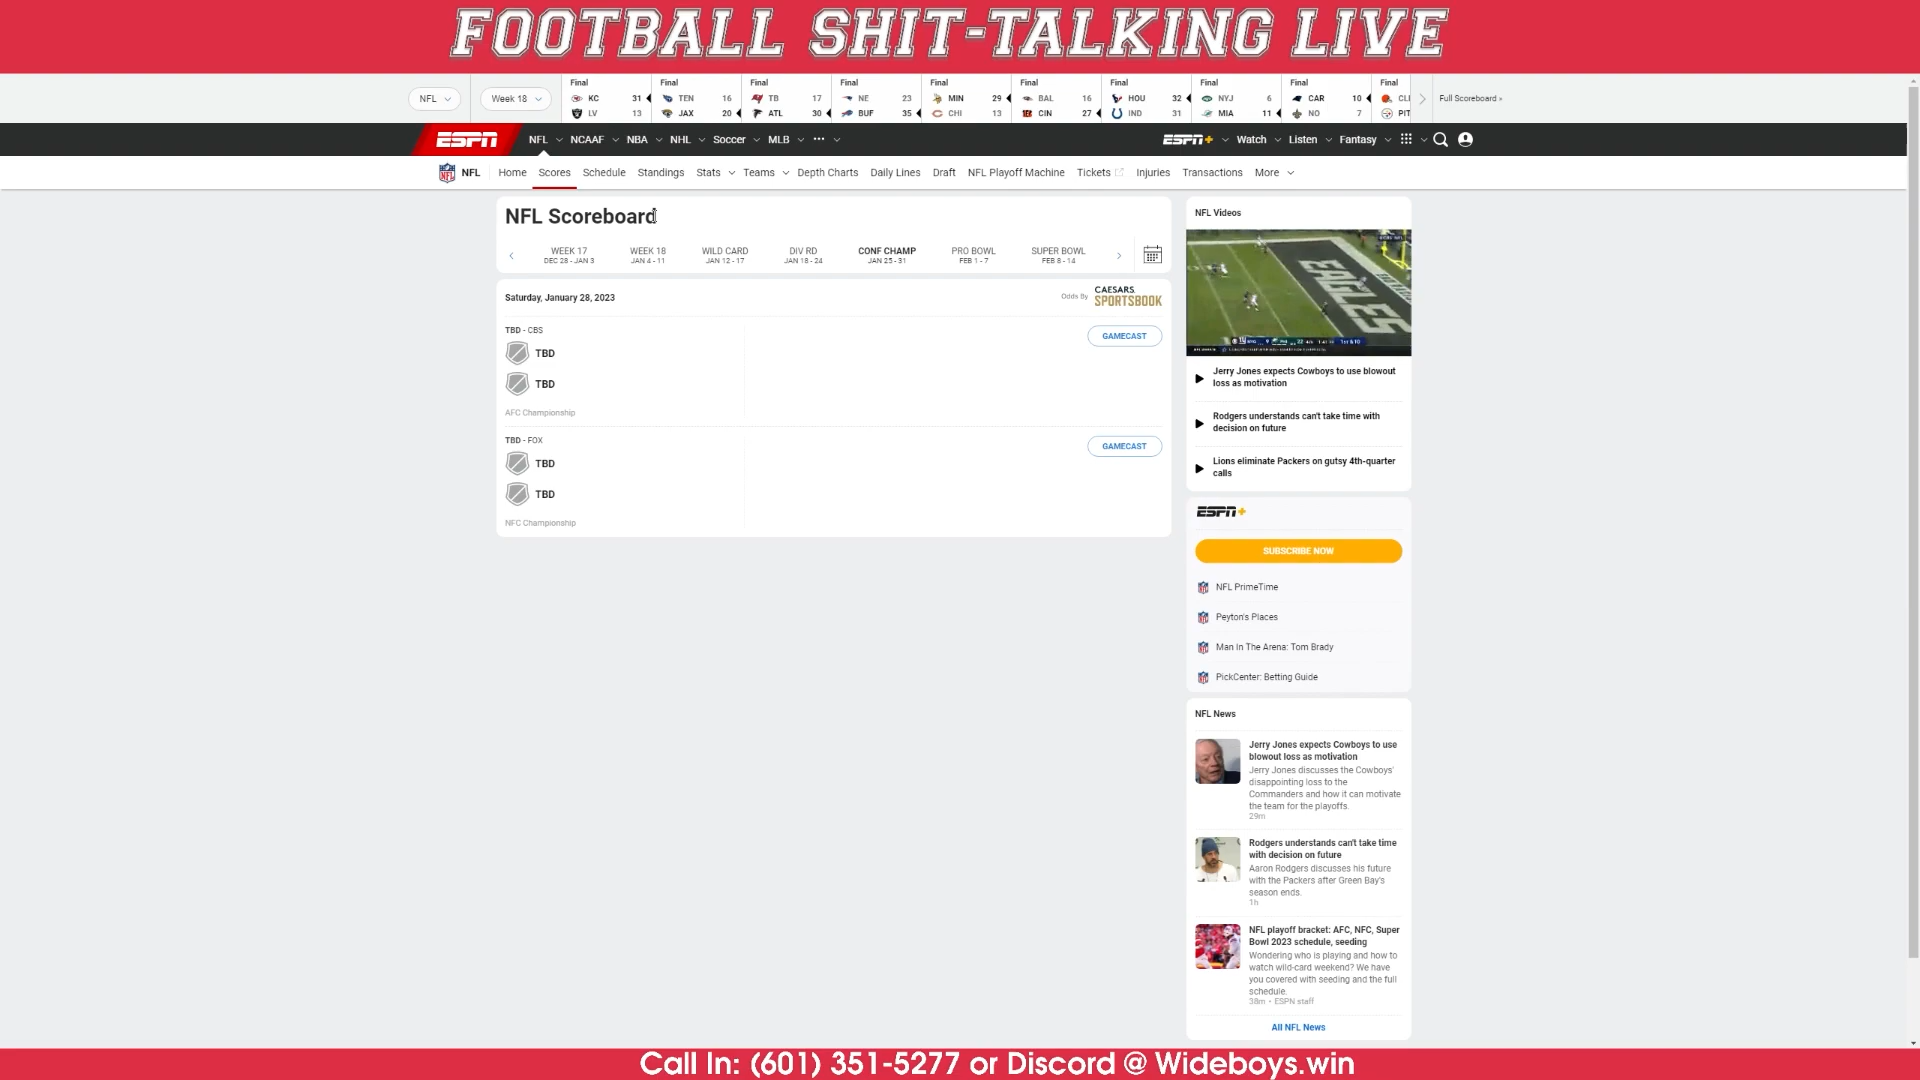 FOOTBALL SHIT-TALKING LIVE
NFL
Week 18
Final
KC 31
LV 13
Final
TEN 16
JAX 20
Final
TB 17
ATL 30
Final
NE 23
BUF 35
Final
MIN 29
CHI 13
Final
BAL 16
CIN 27
Final
HOU 32
IND 31
Final
NYJ 6
MIA 11
Final
CAR 10
NO 7
Final
CL
PIT
Full Scoreboard »
ESPN NFL NCAAF NBA NHL Soccer MLB ••• ESPN+ Watch Listen Fantasy
NFL Home Scores Schedule Standings Stats Teams Depth Charts Daily Lines Draft NFL Playoff Machine Tickets Injuries Transactions More
NFL Scoreboard
WEEK 17 WEEK 18 WILD CARD DIV RD CONF CHAMP PRO BOWL SUPER BOWL
DEC 28 - JAN 3 JAN 4 - 11 JAN 12 - 17 JAN 18 - 24 JAN 25 - 31 FEB 1 - 7 FEB 8 - 14
Saturday, January 28, 2023
Odds By CAESARS SPORTSBOOK
TBD - CBS
GAMECAST
TBD
TBD
AFC Championship
TBD - FOX
GAMECAST
TBD
TBD
NFC Championship
NFL Videos
EAGLES
1st & 10
Jerry Jones expects Cowboys to use blowout
loss as motivation
Rodgers understands can't take time with
decision on future
Lions eliminate Packers on gutsy 4th-quarter
calls
ESPN+
SUBSCRIBE NOW
NFL PrimeTime
Peyton's Places
Man In The Arena: Tom Brady
PickCenter: Betting Guide
NFL News
Jerry Jones expects Cowboys to use
blowout loss as motivation
Jerry Jones discusses the Cowboys'
disappointing loss to the
Commanders and how it can motivate
the team for the playoffs.
29m
Rodgers understands can't take time
with decision on future
Aaron Rodgers discusses his future
with the Packers after Green Bay's
season ends.
1h
NFL playoff bracket: AFC, NFC, Super
Bowl 2023 schedule, seeding
Wondering who is playing and how to
watch wild-card weekend? We have
you covered with seeding and the full
schedule.
38m • ESPN staff
All NFL News
Call In: (601) 351-5277 or Discord @ Wideboys.win